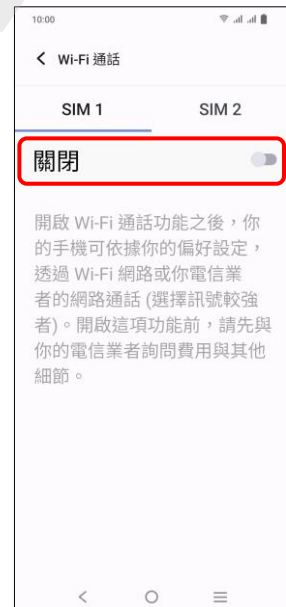 10:00
Wi-Fi 通話
SIM 1 SIM 2
關閉
開啟 Wi-Fi 通話功能之後，你
的手機可依據你的偏好設定，
透過 Wi-Fi 網路或你電信業
者的網路通話 (選擇訊號較強
者)。開啟這項功能前，請先與
你的電信業者詢問費用與其他
細節。